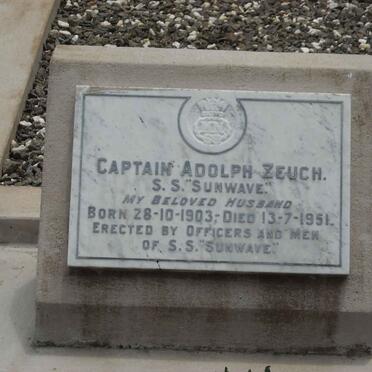 CAPTAIN ADOLPH ZEUCH.
S.S. "SUNWAVE."
MY BELOVED HUSBAND
BORN 28-10-1903,- DIED 13-7-1951.
ERECTED BY OFFICERS AND MEN
OF S.S. "SUNWAVE."